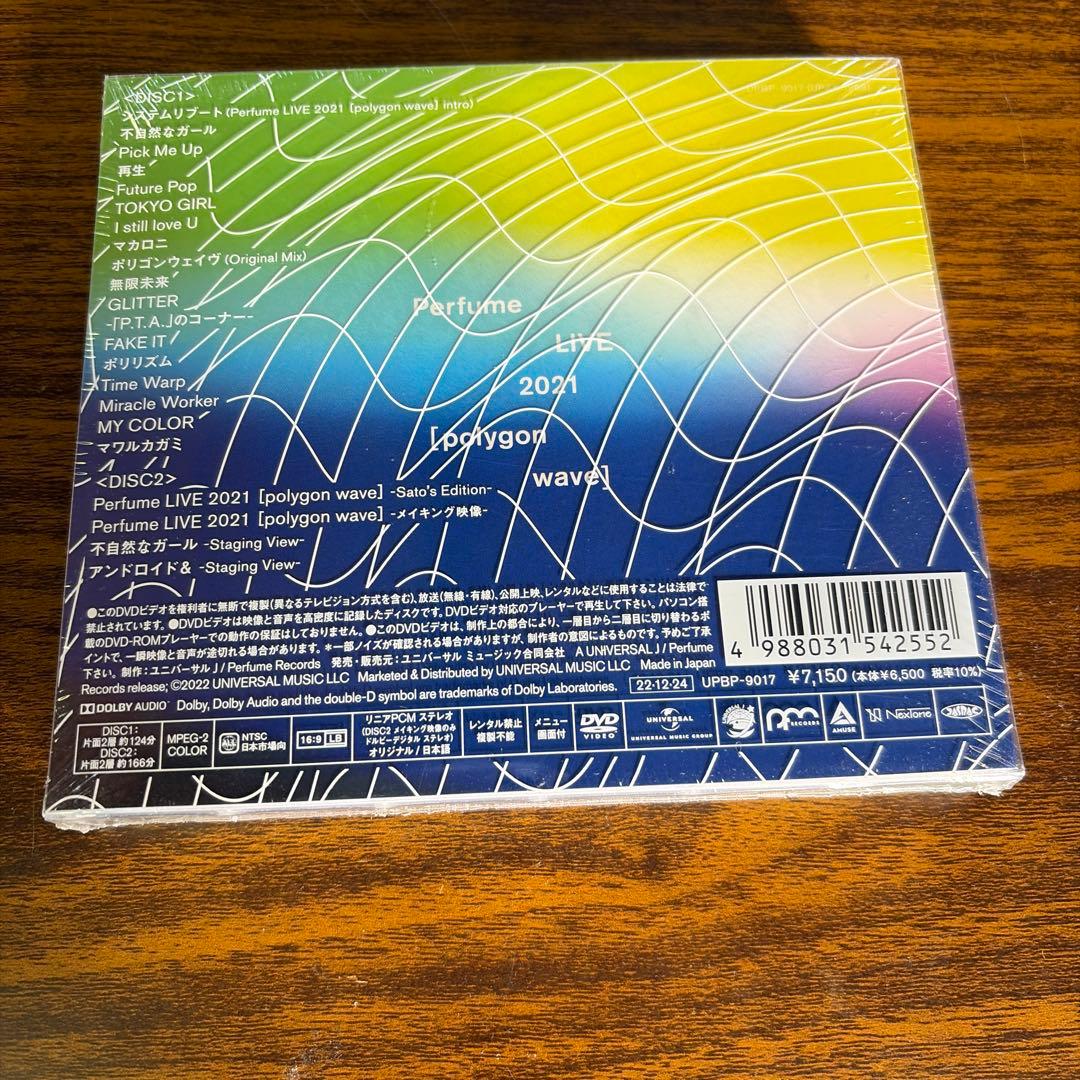 <DISC1>
システムリブート (Perfume LIVE 2021 [polygon wave] intro)
不自然なガール
Pick Me Up
再生
Future Pop
TOKYO GIRL
I still love U
マカロニ
ポリゴンウェイヴ (Original Mix)
無限未来
GLITTER
-「P.T.A.」のコーナー-
FAKE IT
ポリリズム
Time Warp
Miracle Worker
MY COLOR
マワルカガミ
<DISC2>
Perfume LIVE 2021 [polygon wave] -Sato's Edition-
Perfume LIVE 2021 [polygon wave] -メイキング映像-
不自然なガール -Staging View-
アンドロイド& -Staging View-
Perfume
LIVE
2021
[polygon
wave]
●このDVDビデオを権利者に無断で複製(異なるテレビジョン方式を含む)、放送(無線・有線)、公開上映、レンタルなどに使用することは法律で
禁止されています。●DVDビデオは映像と音声を高密度に記録したディスクです。DVDビデオ対応のプレーヤーで再生して下さい。パソコン搭
載のDVD-ROMプレーヤーでの動作の保証はしておりません。●このDVDビデオは、制作上の都合により、一層目から二層目に切り替わるポ
イントで、一瞬映像と音声が途切れる場合があります。*一部ノイズが確認される場合がありますが、制作者の意図によるものです。予めご了承
下さい。制作:ユニバーサル J / Perfume Records 発売・販売元:ユニバーサル ミュージック合同会社 A UNIVERSAL J / Perfume
Records release; ©2022 UNIVERSAL MUSIC LLC Marketed & Distributed by UNIVERSAL MUSIC LLC Made in Japan
4 988031 542552
DOLBY AUDIO Dolby, Dolby Audio and the double-D symbol are trademarks of Dolby Laboratories. 22・12・24 UPBP-9017 ¥7,150 (本体¥6,500 税率10%)
DISC1:
片面2層 約124分
DISC2:
片面2層 約166分
MPEG-2
COLOR
ALL
NTSC
日本市場向
16:9 LB
リニアPCM ステレオ
(DISC2 メイキング映像のみ
ドルビーデジタル ステレオ)
オリジナル / 日本語
レンタル禁止
複製不能
メニュー
画面付
DVD
VIDEO
UNIVERSAL
UNIVERSAL MUSIC GROUP
UNIVERSAL J
pfm
RECORDS
AMUSE
NexTone
JASRAC